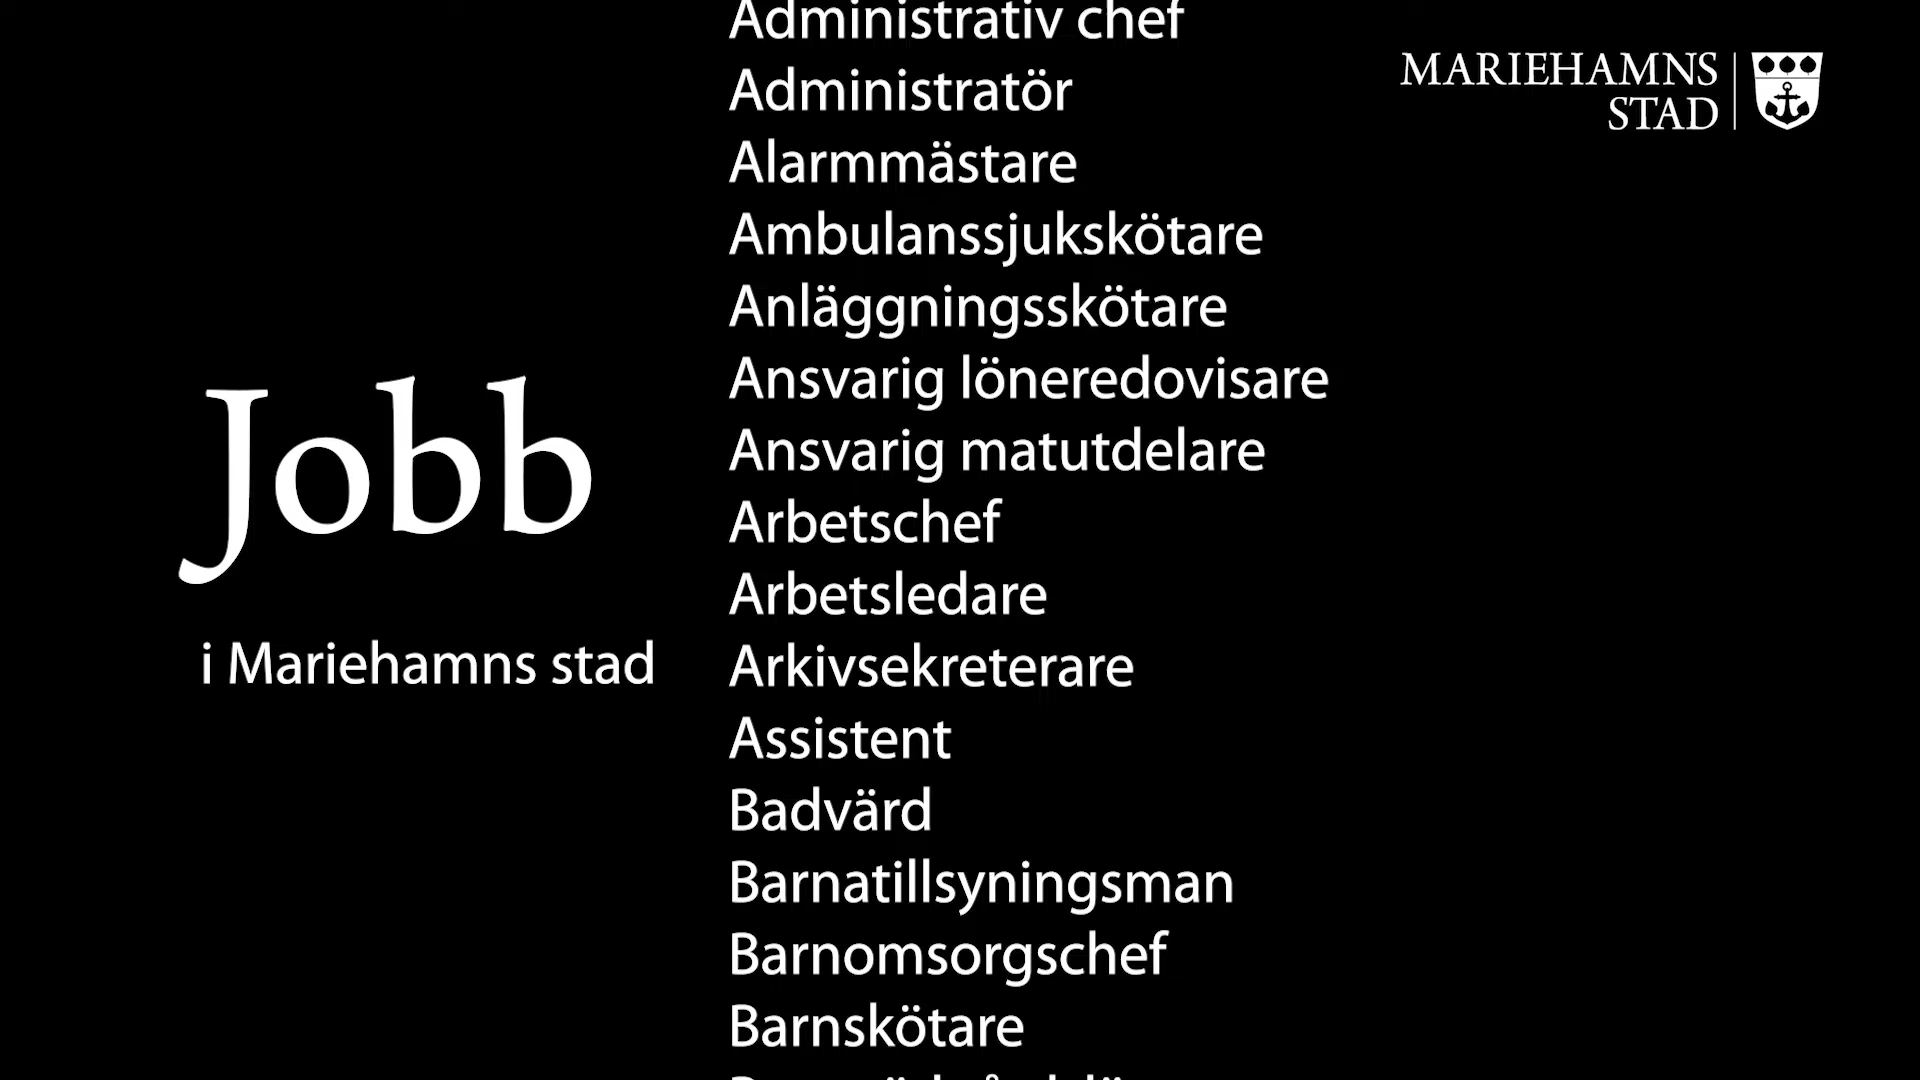 Jobb
i Mariehamns stad
Administrativ chef
Administratör
Alarmmästare
Ambulanssjukskötare
Anläggningsskötare
Ansvarig löneredovisare
Ansvarig matutdelare
Arbetschef
Arbetsledare
Arkivsekreterare
Assistent
Badvärd
Barnatillsyningsman
Barnomsorgschef
Barnskötare
MARIEHAMNS
STAD